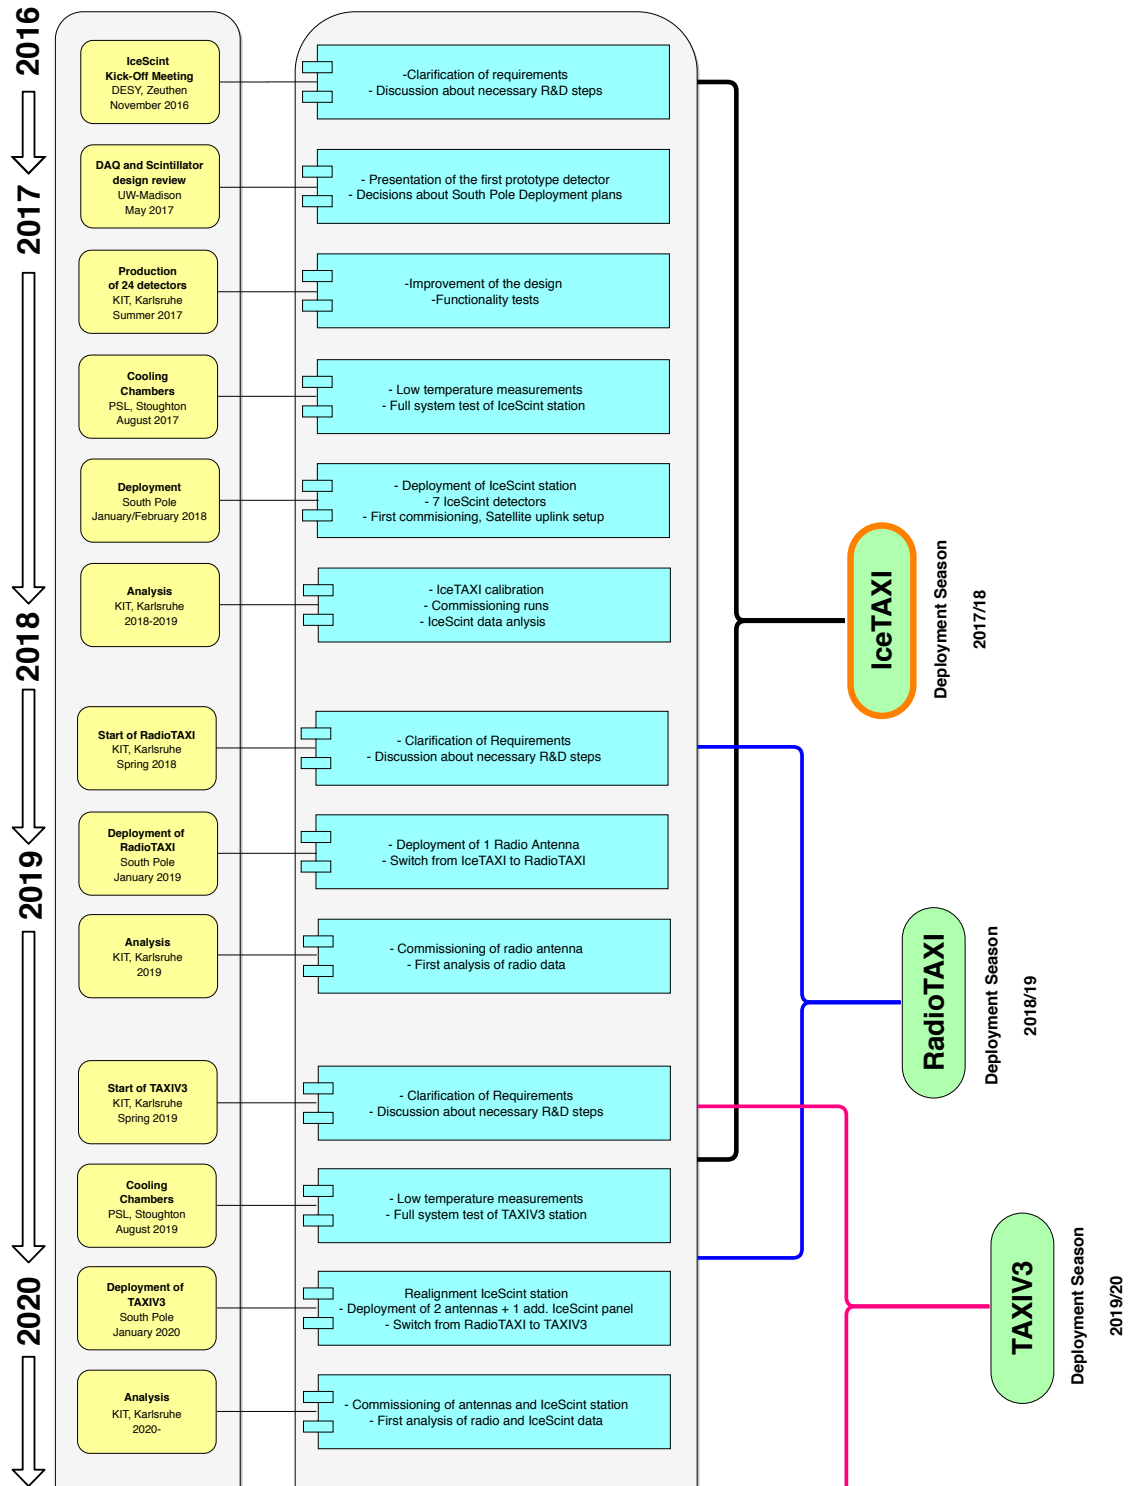 2016
IceScint
Kick-Off Meeting
DESY, Zeuthen
November 2016
-Clarification of requirements
- Discussion about necessary R&D steps
2017
DAQ and Scintillator
design review
UW-Madison
May 2017
- Presentation of the first prototype detector
- Decisions about South Pole Deployment plans
Production
of 24 detectors
KIT, Karlsruhe
Summer 2017
-Improvement of the design
-Functionality tests
Cooling
Chambers
PSL, Stoughton
August 2017
- Low temperature measurements
- Full system test of IceScint station
Deployment
South Pole
January/February 2018
- Deployment of IceScint station
- 7 IceScint detectors
- First commisioning, Satellite uplink setup
2018
Analysis
KIT, Karlsruhe
2018-2019
- IceTAXI calibration
- Commissioning runs
- IceScint data anlysis
IceTAXI
Deployment Season
2017/18
Start of RadioTAXI
KIT, Karlsruhe
Spring 2018
- Clarification of Requirements
- Discussion about necessary R&D steps
2019
Deployment of
RadioTAXI
South Pole
January 2019
- Deployment of 1 Radio Antenna
- Switch from IceTAXI to RadioTAXI
Analysis
KIT, Karlsruhe
2019
- Commissioning of radio antenna
- First analysis of radio data
RadioTAXI
Deployment Season
2018/19
Start of TAXIV3
KIT, Karlsruhe
Spring 2019
- Clarification of Requirements
- Discussion about necessary R&D steps
Cooling
Chambers
PSL, Stoughton
August 2019
- Low temperature measurements
- Full system test of TAXIV3 station
2020
Deployment of
TAXIV3
South Pole
January 2020
Realignment IceScint station
- Deployment of 2 antennas + 1 add. IceScint panel
- Switch from RadioTAXI to TAXIV3
TAXIV3
Deployment Season
2019/20
Analysis
KIT, Karlsruhe
2020-
- Commissioning of antennas and IceScint station
- First analysis of radio and IceScint data